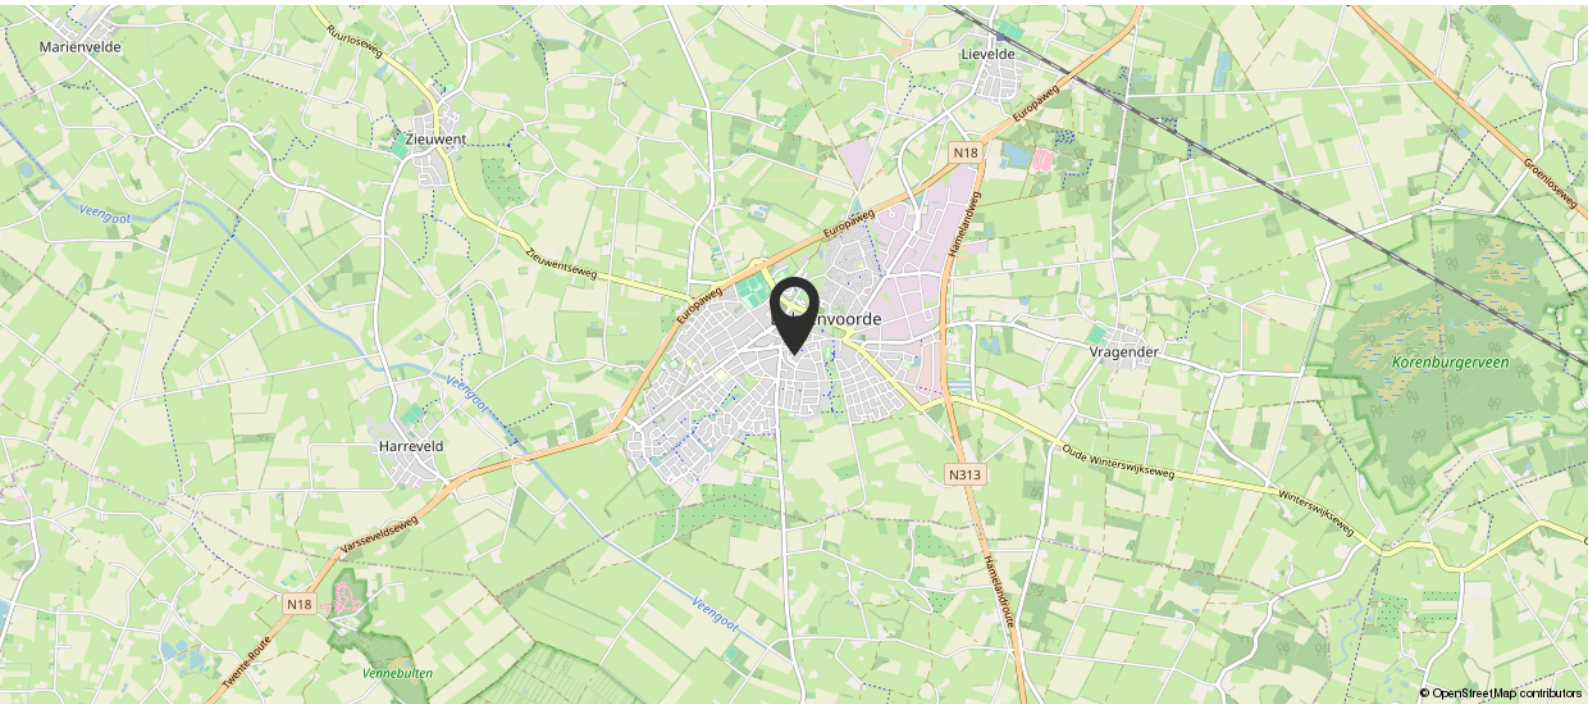 Mariënvelde
Ruurloseweg
Lievelde
Europaweg
Zieuwent
N18
Groenloseweg
Veengoot
Europaweg
Hamelandweg
Zieuwentseweg
Europaweg
nvoorde
Vragender
Korenburgerveen
Veengoot
Harreveld
Oude Winterswijkseweg
N313
Winterswijkseweg
Varsseveldseweg
Hamelandroute
N18
Veengoot
Twente-Route
Vennebulten
© OpenStreetMap contributors